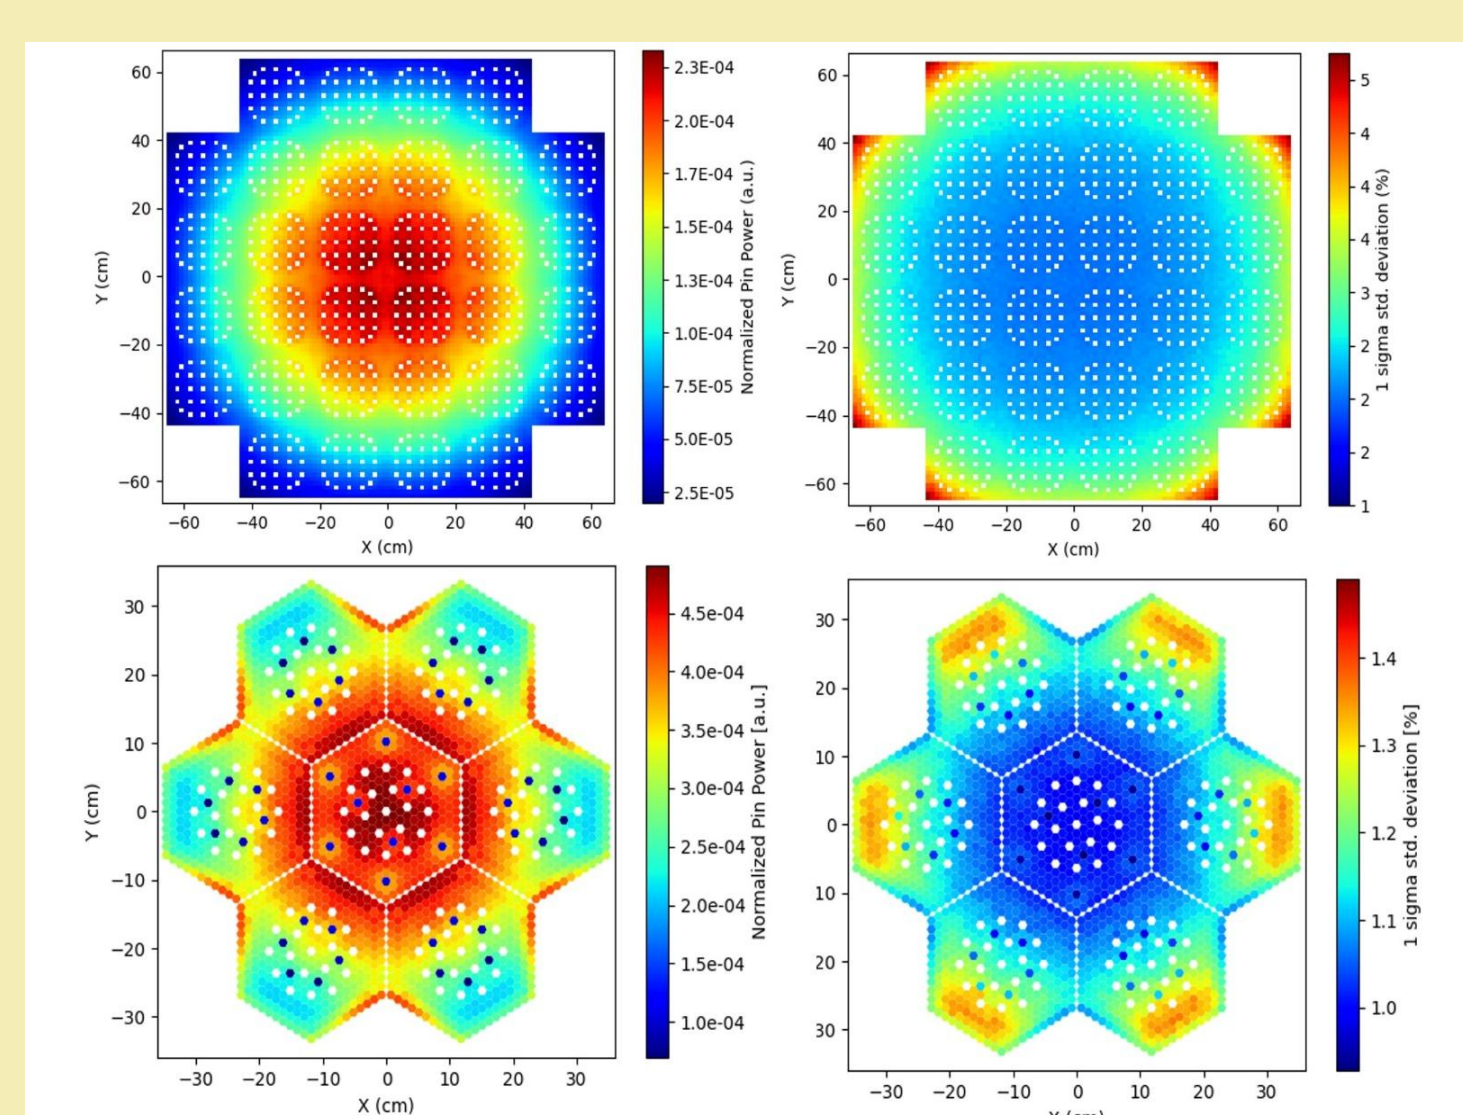 60
40
20
0
−20
−40
−60
Y (cm)
−60 −40 −20 0 20 40 60
X (cm)
2.3E-04
2.0E-04
1.7E-04
1.5E-04
1.3E-04
1.0E-04
7.5E-05
5.0E-05
2.5E-05
Normalized Pin Power (a.u.)
60
40
20
0
−20
−40
−60
Y (cm)
−60 −40 −20 0 20 40 60
X (cm)
5
4
4
4
3
2
2
2
1
1 sigma std. deviation (%)
30
20
10
0
−10
−20
−30
Y (cm)
−30 −20 −10 0 10 20 30
X (cm)
4.5e-04
4.0e-04
3.5e-04
3.0e-04
2.5e-04
2.0e-04
1.5e-04
1.0e-04
Normalized Pin Power [a.u.]
30
20
10
0
10
20
30
−30 −20 −10 0 10 20 30
X (cm)
1.4
1.3
1.2
1.1
1.0
1 sigma std. deviation [%]